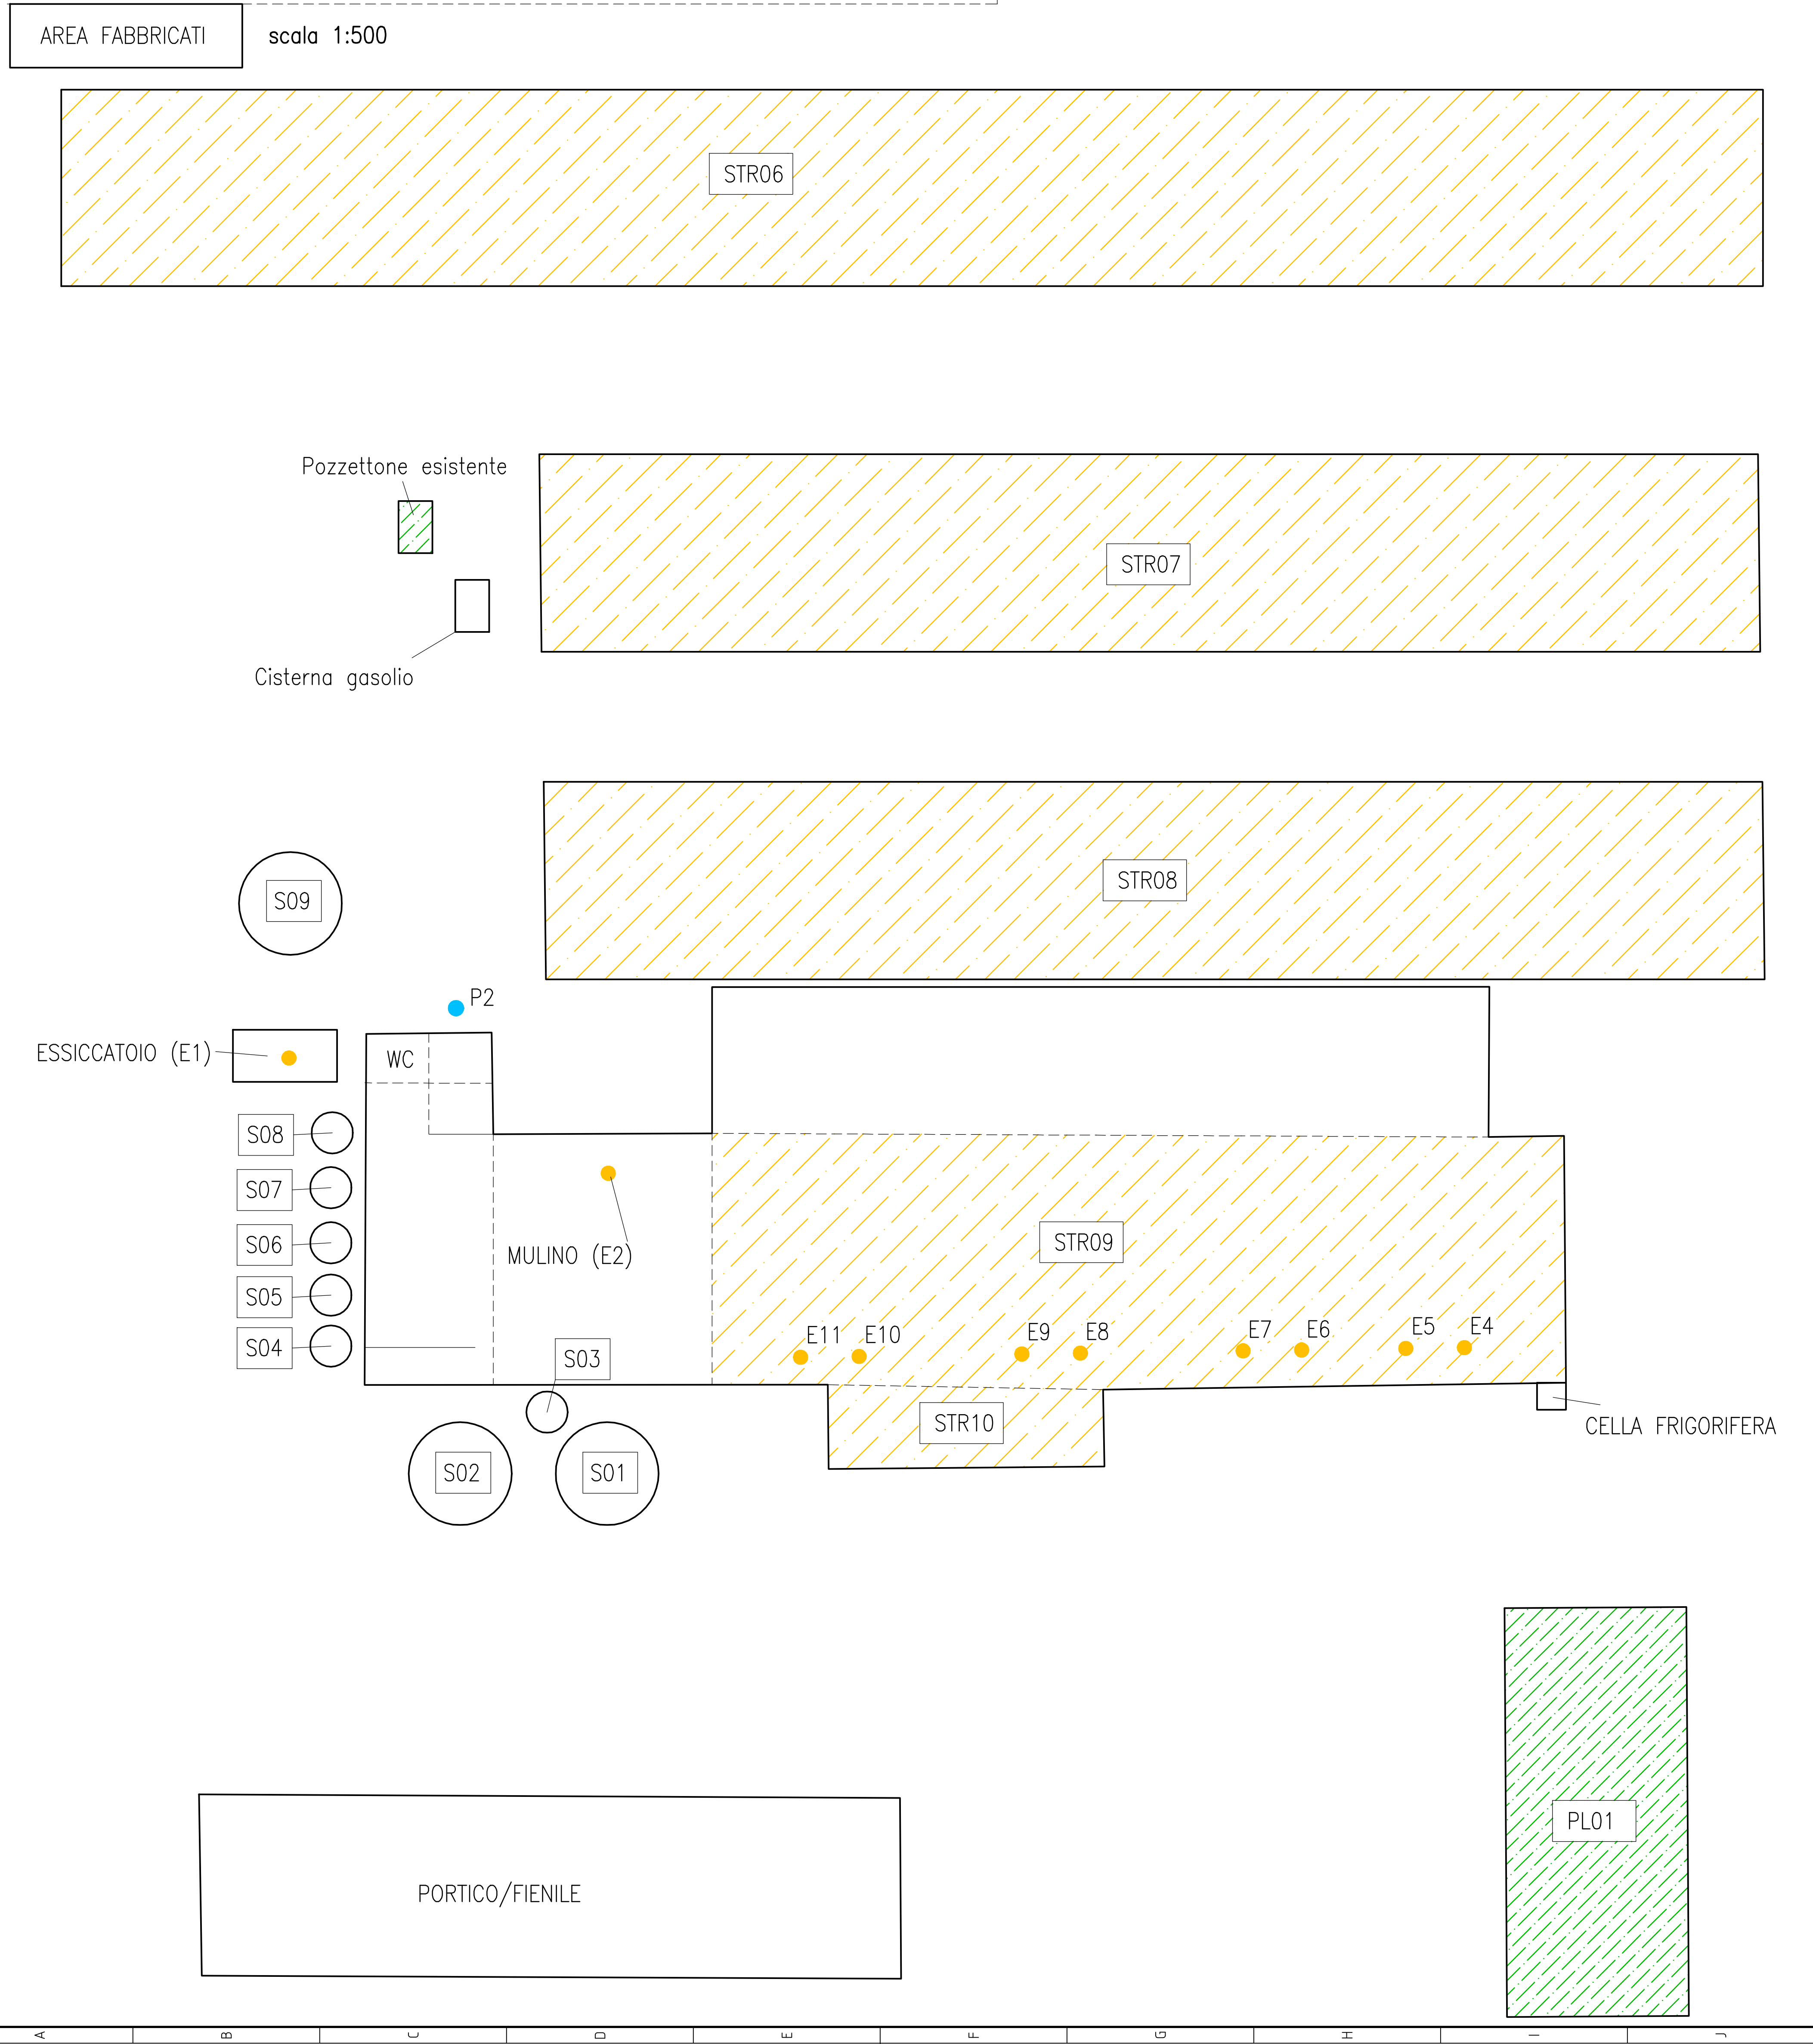 AREA FABBRICATI
scala 1:500
STR06
Pozzettone esistente
STR07
Cisterna gasolio
STR08
S09
P2
ESSICCATOIO (E1)
WC
S08
S07
S06
MULINO (E2)
STR09
S05
S04
S03
E11
E10
E9
E8
E7
E6
E5
E4
STR10
CELLA FRIGORIFERA
S02
S01
PL01
PORTICO/FIENILE
A
B
C
D
E
F
G
H
I
J